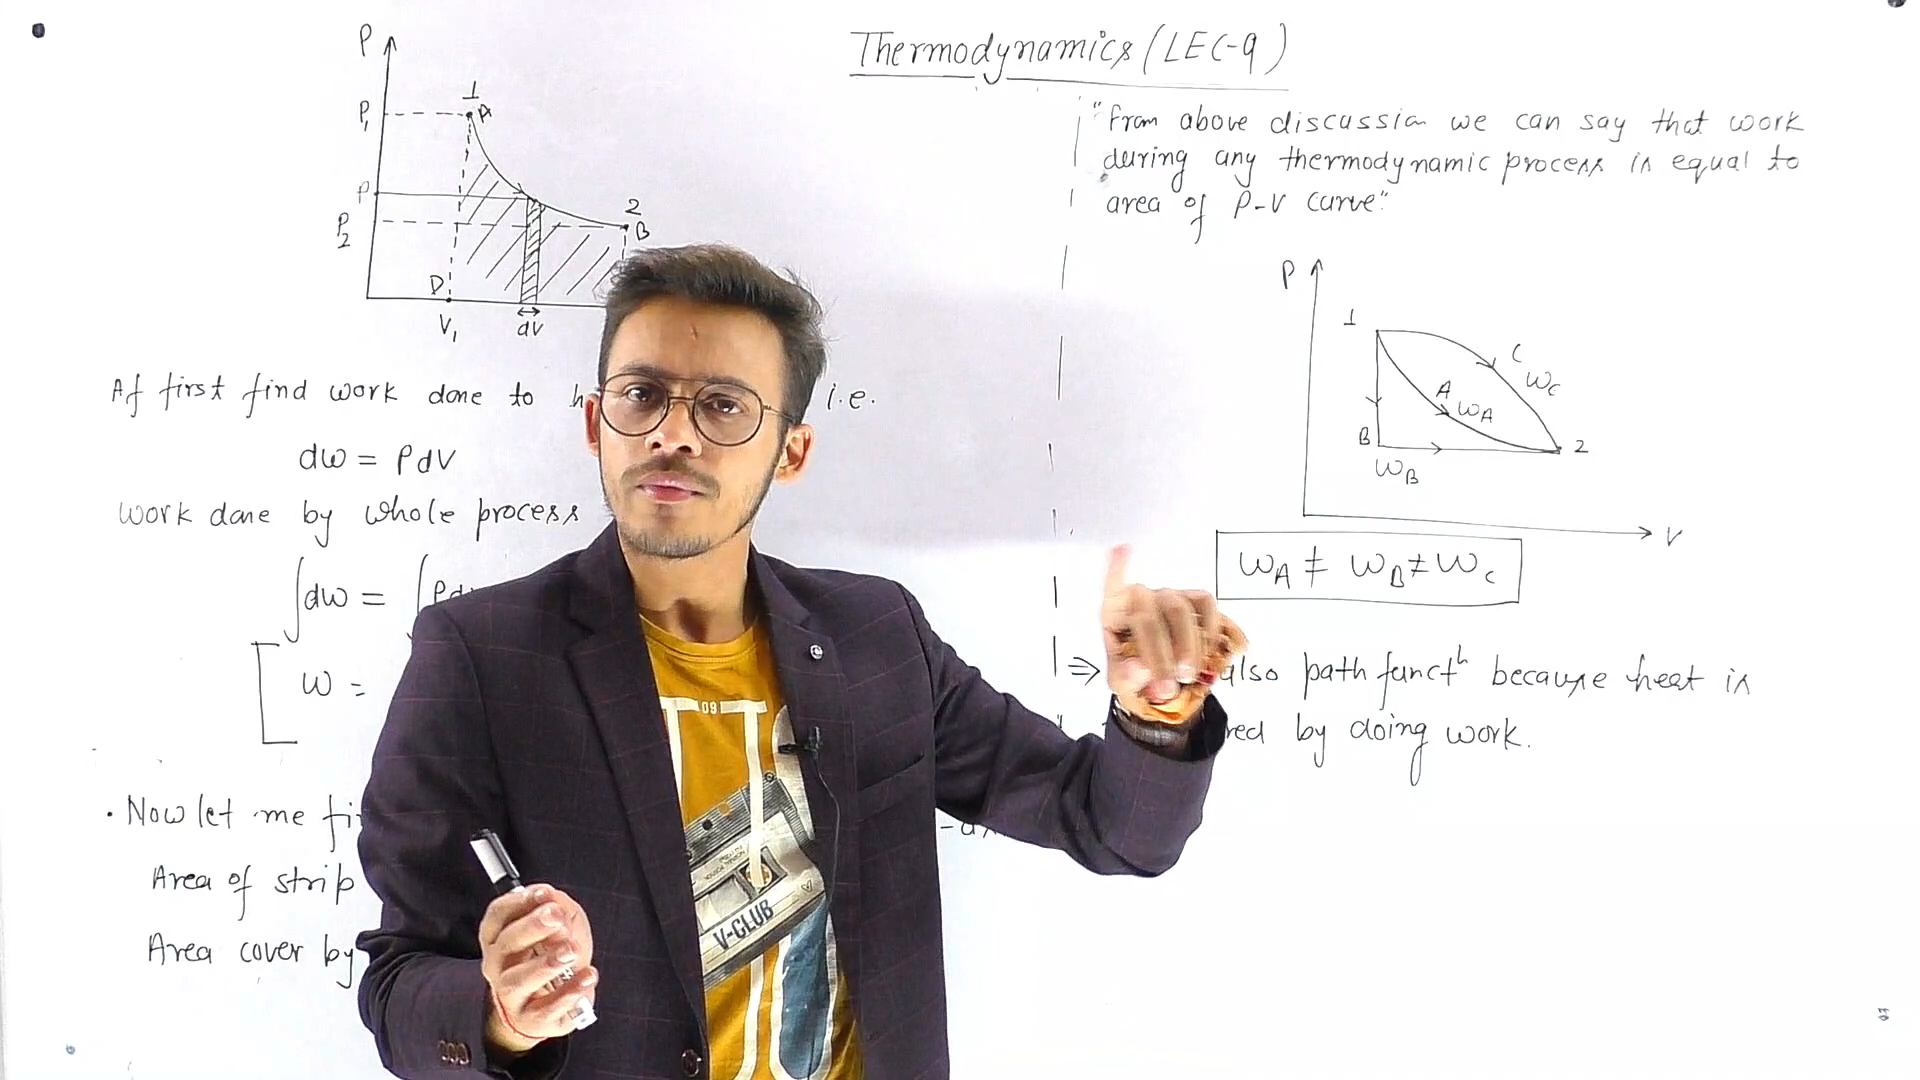 Thermodynamics (LEC-9)
P
P₁
1
A
P
P₂
2
B
D
V₁
dV
At first find work done to
i.e.
dw = PdV
work done by whole process
∫dw = ∫Pdv
w =
• Now let me
Area of strip
Area cover by
"from above discussion we can say that work
during any thermodynamic process is equal to
area of P-V curve"
P
1
C
Wc
A
WA
B
2
WB
V
WA ≠ WB ≠ Wc
⇒ also path functⁿ because heat is
by doing work.
09
V-CLUB